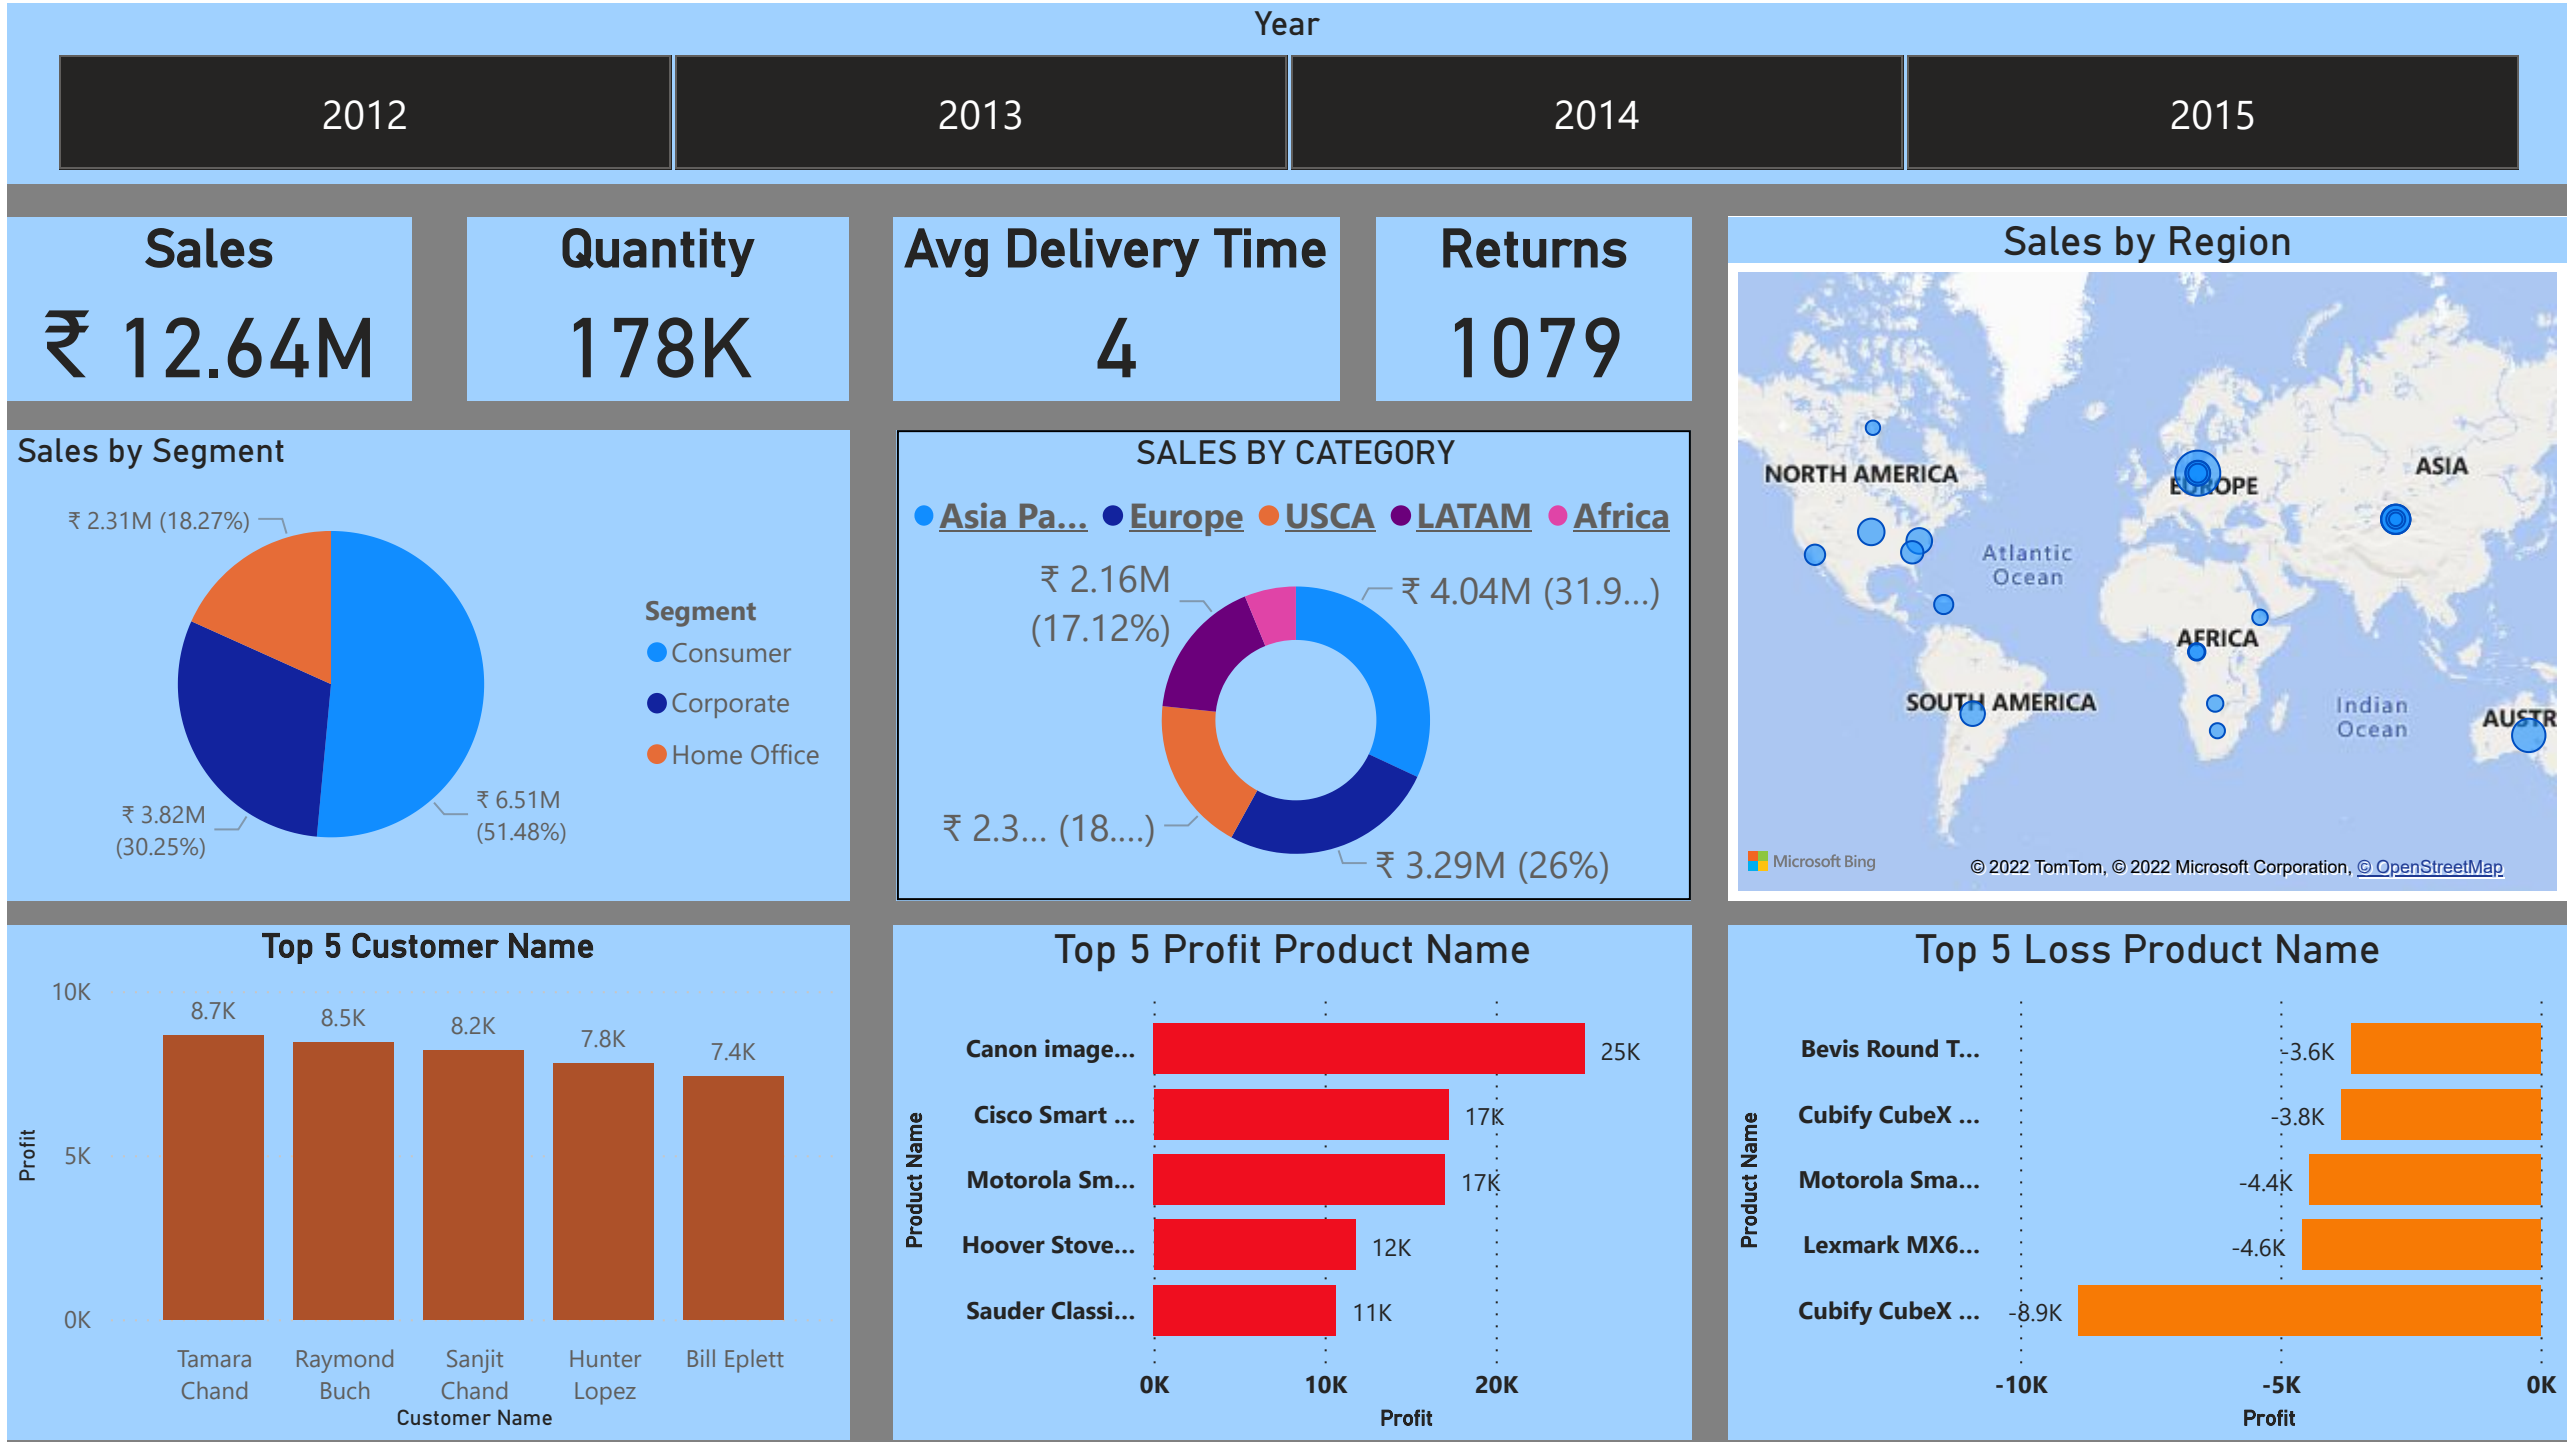 Year
2012
2013
2014
2015
Sales
₹ 12.64M
Quantity
178K
Avg Delivery Time
4
Returns
1079
Sales by Region
NORTH AMERICA
EUROPE
ASIA
Atlantic
Ocean
AFRICA
SOUTH AMERICA
Indian
Ocean
AUSTR
Microsoft Bing
© 2022 TomTom, © 2022 Microsoft Corporation, © OpenStreetMap
Sales by Segment
₹ 2.31M (18.27%)
₹ 3.82M
(30.25%)
₹ 6.51M
(51.48%)
Segment
Consumer
Corporate
Home Office
SALES BY CATEGORY
Asia Pa... Europe USCA LATAM Africa
₹ 2.16M
(17.12%)
₹ 4.04M (31.9...)
₹ 2.3... (18....)
₹ 3.29M (26%)
Top 5 Customer Name
Profit
10K
5K
0K
8.7K
8.5K
8.2K
7.8K
7.4K
Tamara
Chand
Raymond
Buch
Sanjit
Chand
Hunter
Lopez
Bill Eplett
Customer Name
Top 5 Profit Product Name
Product Name
Canon image... 25K
Cisco Smart ... 17K
Motorola Sm... 17K
Hoover Stove... 12K
Sauder Classi... 11K
0K 10K 20K
Profit
Top 5 Loss Product Name
Product Name
Bevis Round T... -3.6K
Cubify CubeX ... -3.8K
Motorola Sma... -4.4K
Lexmark MX6... -4.6K
Cubify CubeX ... -8.9K
-10K -5K 0K
Profit